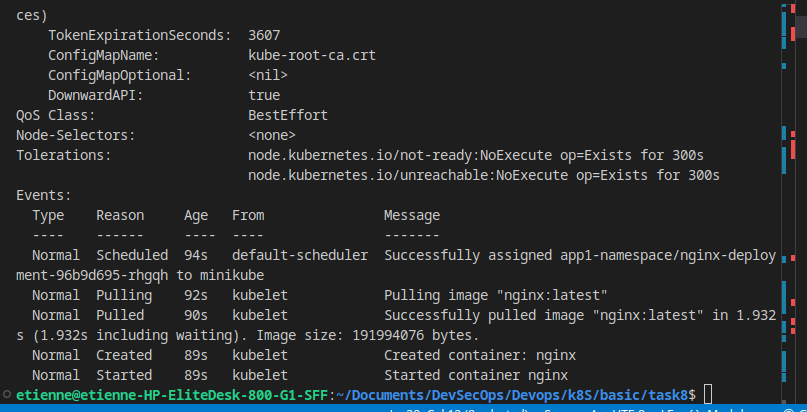 ces)
    TokenExpirationSeconds:  3607
    ConfigMapName:           kube-root-ca.crt
    ConfigMapOptional:       <nil>
    DownwardAPI:             true
QoS Class:                   BestEffort
Node-Selectors:              <none>
Tolerations:                 node.kubernetes.io/not-ready:NoExecute op=Exists for 300s
                             node.kubernetes.io/unreachable:NoExecute op=Exists for 300s
Events:
  Type    Reason     Age   From               Message
  ----    ------     ----  ----               -------
  Normal  Scheduled  94s   default-scheduler  Successfully assigned app1-namespace/nginx-deploy
ment-96b9d695-rhgqh to minikube
  Normal  Pulling    92s   kubelet            Pulling image "nginx:latest"
  Normal  Pulled     90s   kubelet            Successfully pulled image "nginx:latest" in 1.932
s (1.932s including waiting). Image size: 191994076 bytes.
  Normal  Created    89s   kubelet            Created container: nginx
  Normal  Started    89s   kubelet            Started container nginx
etienne@etienne-HP-EliteDesk-800-G1-SFF:~/Documents/DevSecOps/Devops/k8S/basic/task8$